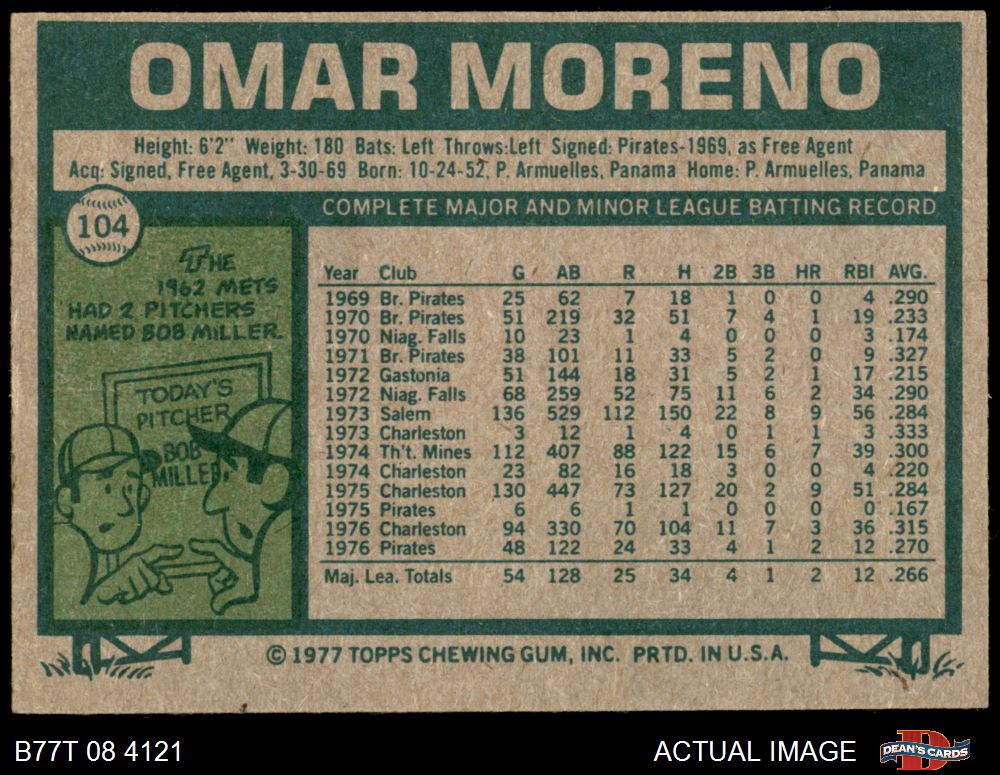 OMAR MORENO
Height: 6'2" Weight: 180 Bats: Left Throws:Left Signed: Pirates-1969, as Free Agent
Acq: Signed, Free Agent, 3-30-69 Born: 10-24-52, P. Armuelles, Panama Home: P. Armuelles, Panama
104
COMPLETE MAJOR AND MINOR LEAGUE BATTING RECORD
THE
1962 METS
HAD 2 PITCHERS
NAMED BOB MILLER.
TODAY'S
PITCHER
BOB
MILLER
Year Club G AB R H 2B 3B HR RBI AVG.
1969 Br. Pirates 25 62 7 18 1 0 0 4 .290
1970 Br. Pirates 51 219 32 51 7 4 1 19 .233
1970 Niag. Falls 10 23 1 4 0 0 0 3 .174
1971 Br. Pirates 38 101 11 33 5 2 0 9 .327
1972 Gastonia 51 144 18 31 5 2 1 17 .215
1972 Niag. Falls 68 259 52 75 11 6 2 34 .290
1973 Salem 136 529 112 150 22 8 9 56 .284
1973 Charleston 3 12 1 4 0 1 1 3 .333
1974 Th't. Mines 112 407 88 122 15 6 7 39 .300
1974 Charleston 23 82 16 18 3 0 0 4 .220
1975 Charleston 130 447 73 127 20 2 9 51 .284
1975 Pirates 6 6 1 1 0 0 0 0 .167
1976 Charleston 94 330 70 104 11 7 3 36 .315
1976 Pirates 48 122 24 33 4 1 2 12 .270
Maj. Lea. Totals 54 128 25 34 4 1 2 12 .266
© 1977 TOPPS CHEWING GUM, INC. PRTD. IN U.S.A.
B77T 08 4121
ACTUAL IMAGE
DEAN'S CARDS